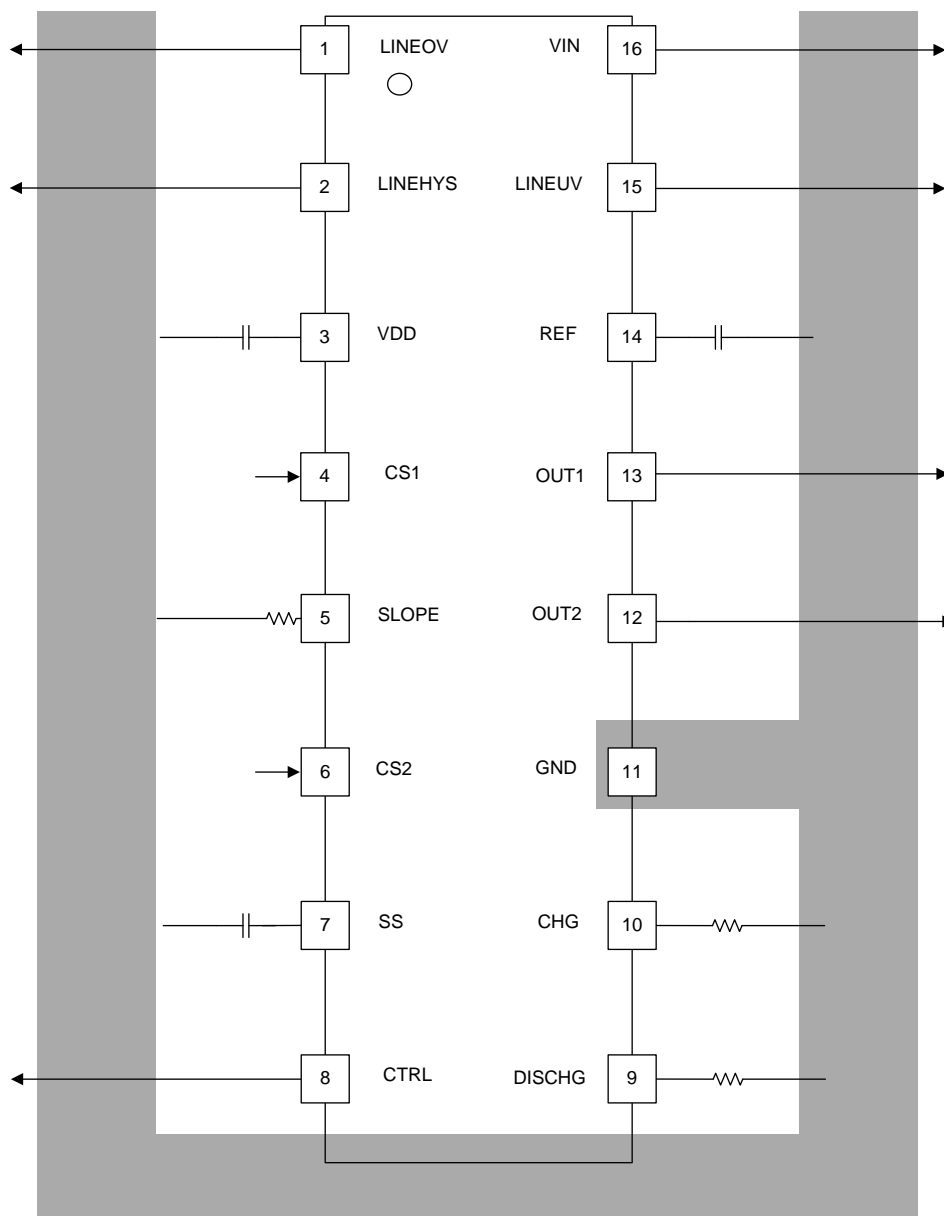 1 LINEOV VIN 16
2 LINEHYS LINEUV 15
3 VDD REF 14
4 CS1 OUT1 13
5 SLOPE OUT2 12
6 CS2 GND 11
7 SS CHG 10
8 CTRL DISCHG 9